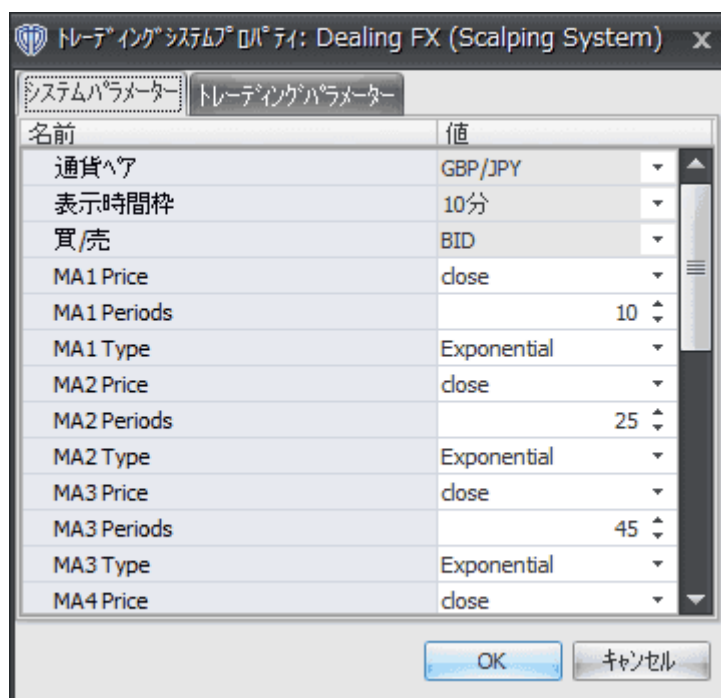 トレーディングシステムプロパティ: Dealing FX (Scalping System) x
システムパラメーター トレーディングパラメーター
名前 値
通貨ペア GBP/JPY
表示時間枠 10分
買/売 BID
MA1 Price close
MA1 Periods 10
MA1 Type Exponential
MA2 Price close
MA2 Periods 25
MA2 Type Exponential
MA3 Price close
MA3 Periods 45
MA3 Type Exponential
MA4 Price close
OK キャンセル